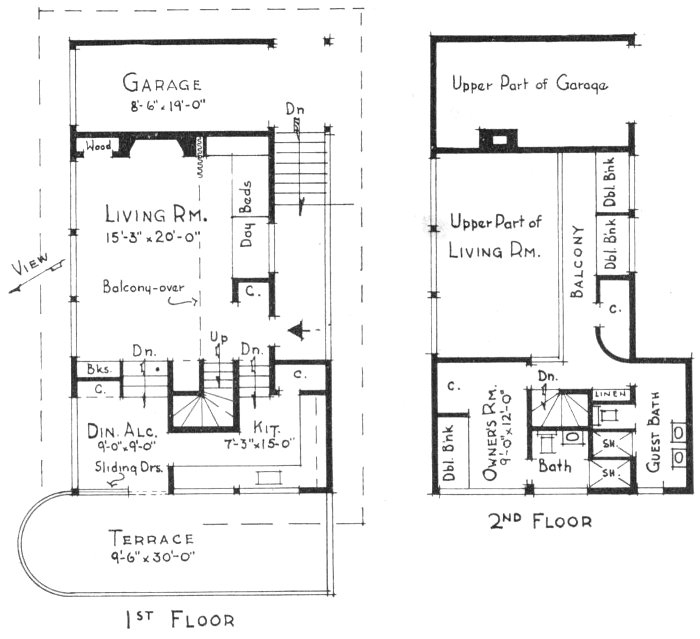 GARAGE
8'-6" x 19'-0"
Dn
Wood
LIVING RM.
15'-3" x 20'-0"
Day Beds
VIEW
Balcony-over
C.
Up
Dn.
Dn.
Bks.
C.
C.
DIN. ALC.
9'-0" x 9'-0"
KIT.
7'-3" x 15'-0"
Sliding Drs.
TERRACE
9'-6" x 30'-0"
1ST FLOOR
Upper Part of Garage
Upper Part of
LIVING RM.
BALCONY
Dbl. B'nk
Dbl. B'nk
C.
C.
Dn.
LINEN
OWNER'S RM.
9'-0" x 12'-0"
Dbl. B'nk
Bath
SH.
SH.
GUEST BATH
2ND FLOOR